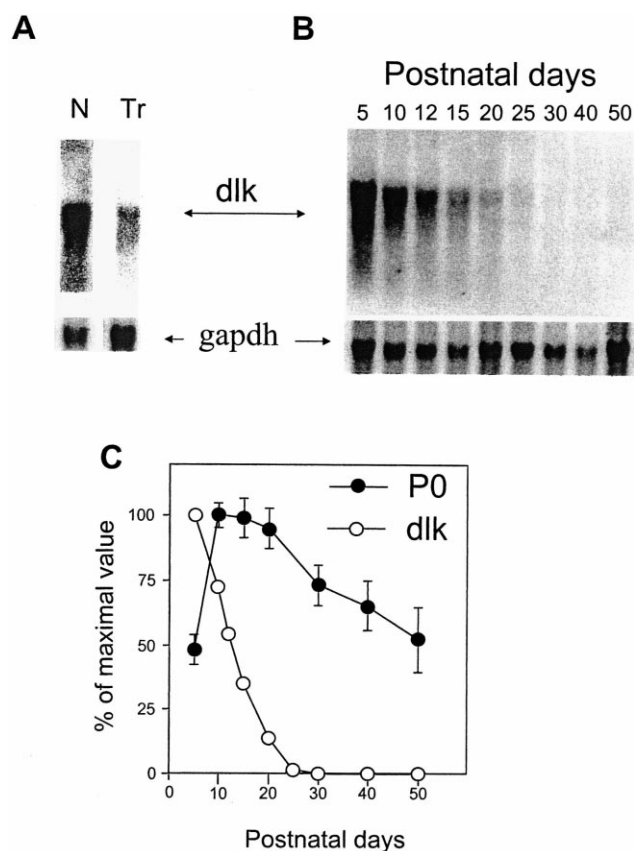 A
B
Postnatal days
N Tr
5 10 12 15 20 25 30 40 50
dlk
gapdh
C
P0
dlk
% of maximal value
100
75
50
25
0
0 10 20 30 40 50
Postnatal days